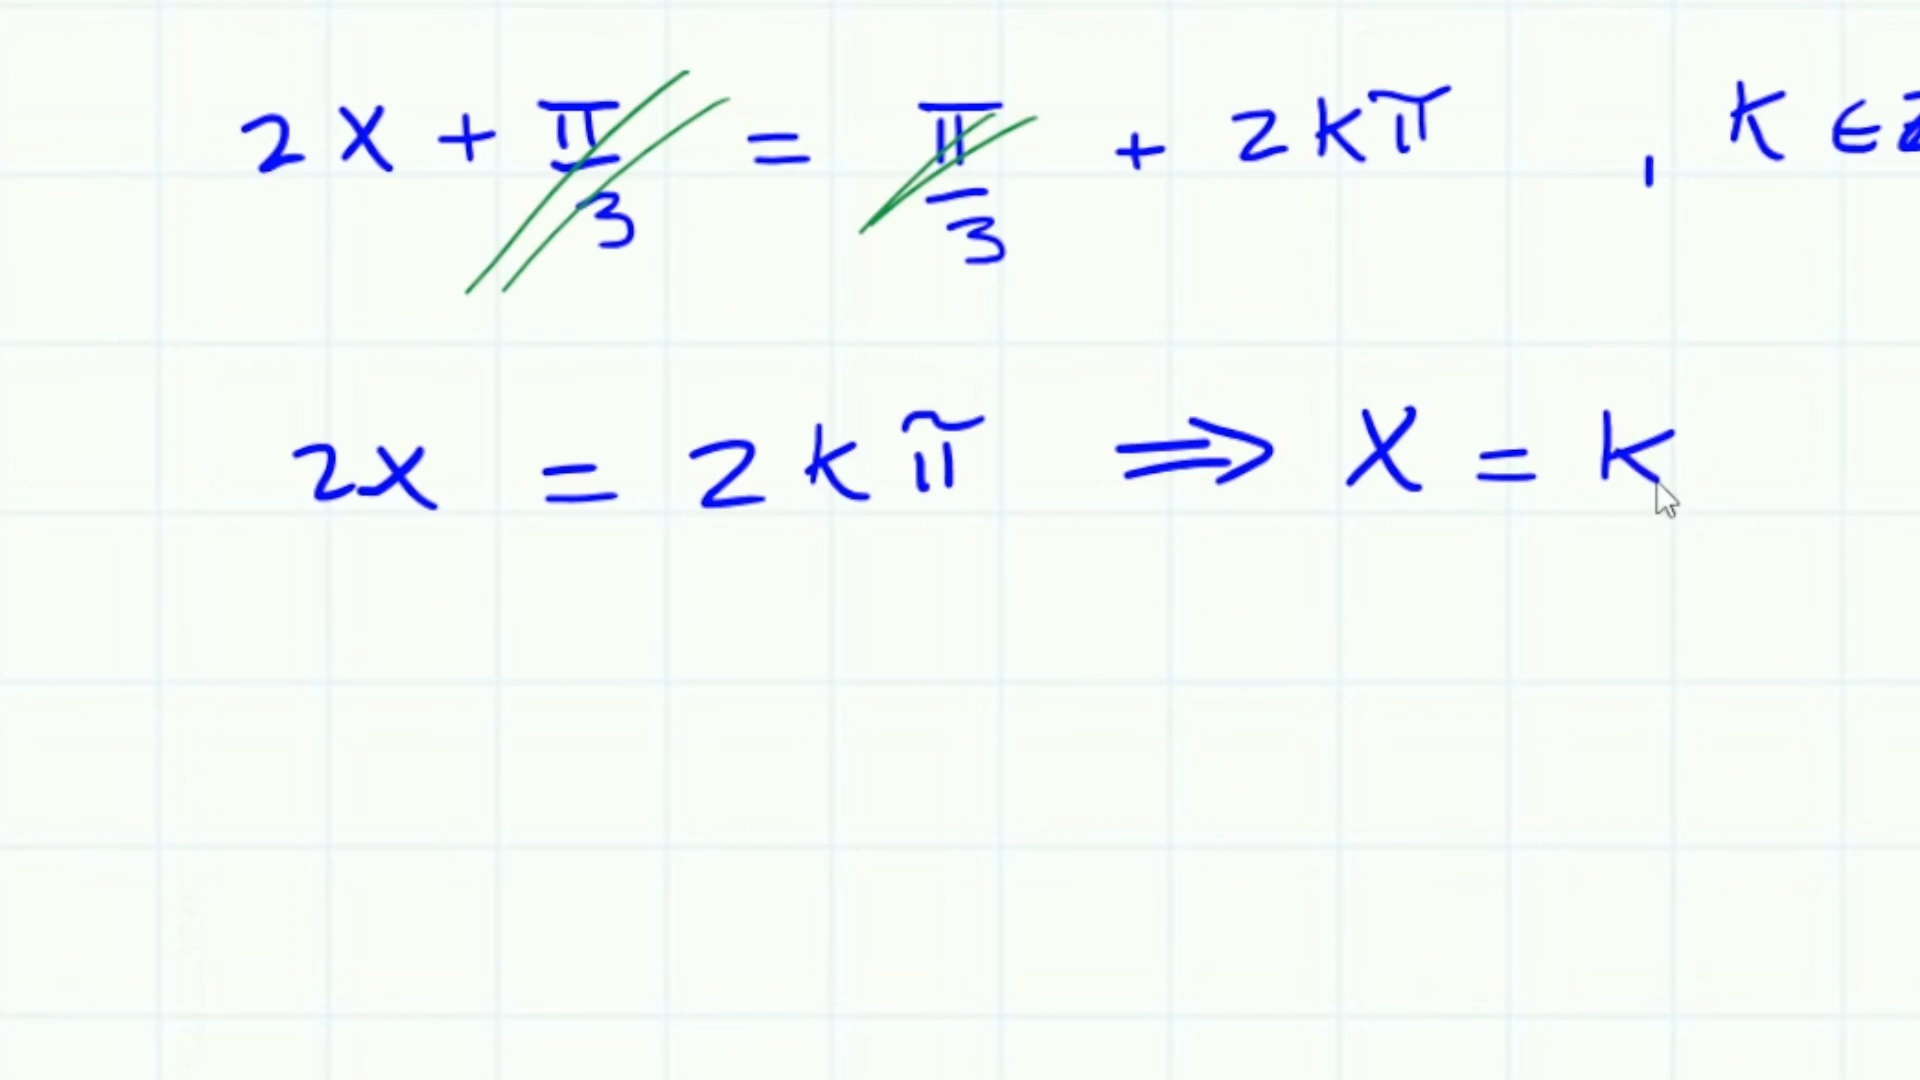 2x + π/3 = π/3 + 2kπ , k ∈ Z
2x = 2kπ ⇒ x = k